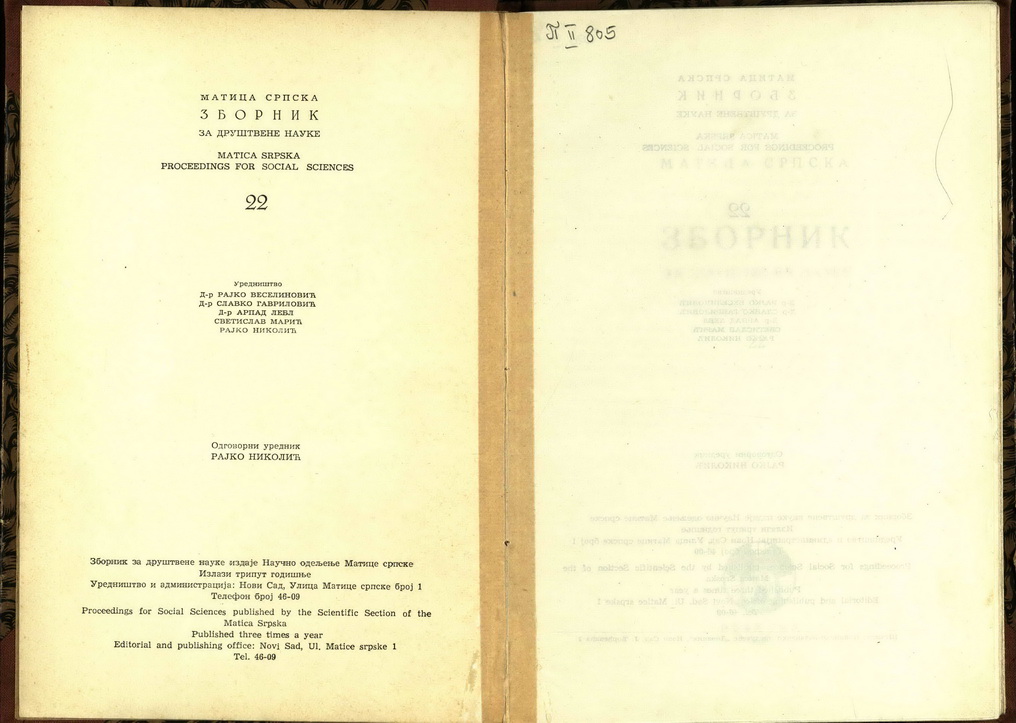 МАТИЦА СРПСКА
ЗБОРНИК
ЗА ДРУШТВЕНЕ НАУКЕ
MATICA SRPSKA
PROCEEDINGS FOR SOCIAL SCIENCES
22
Уредништво
Д-р РАЈКО ВЕСЕЛИНОВИЋ
Д-р СЛАВКО ГАВРИЛОВИЋ
Д-р АРПАД ЛЕБЛ
СВЕТИСЛАВ МАРИЋ
РАЈКО НИКОЛИЋ
Одговорни уредник
РАЈКО НИКОЛИЋ
Зборник за друштвене науке издаје Научно одељење Матице српске
Излази трипут годишње
Уредништво и администрација: Нови Сад, Улица Матице српске број 1
Телефон број 46-09
Proceedings for Social Sciences published by the Scientific Section of the
Matica Srpska
Published three times a year
Editorial and publishing office: Novi Sad, Ul. Matice srpske 1
Tel. 46-09
П II 805
МАТИЦА СРПСКА
ЗБОРНИК